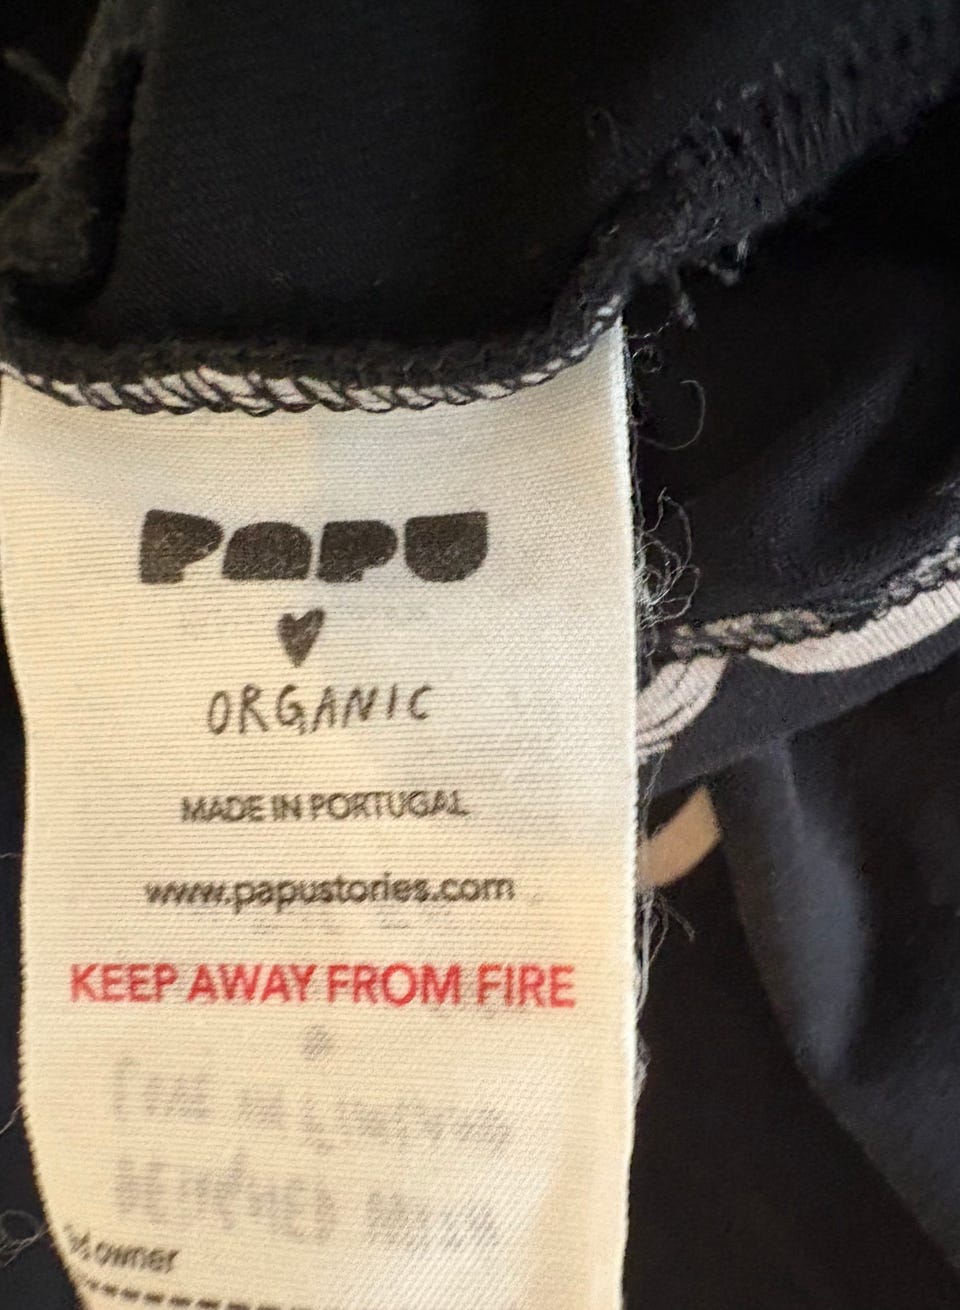 PAPU
ORGANIC
MADE IN PORTUGAL
www.papustories.com
KEEP AWAY FROM FIRE
owner